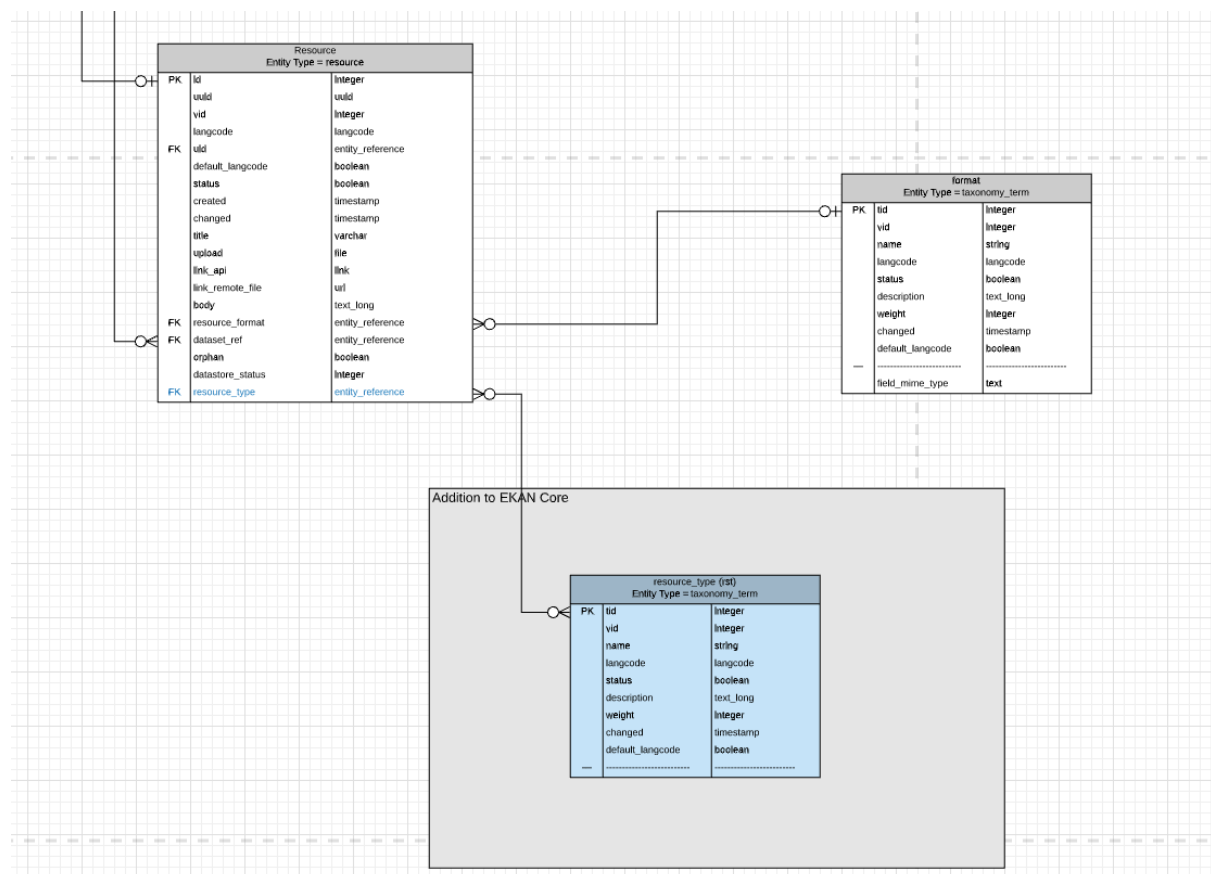 Resource
Entity Type = resource
PK id Integer
uuid uuid
vid Integer
langcode langcode
FK uid entity_reference
default_langcode boolean
status boolean
created timestamp
changed timestamp
title varchar
upload file
link_api link
link_remote_file url
body text_long
FK resource_format entity_reference
FK dataset_ref entity_reference
orphan boolean
datastore_status Integer
FK resource_type entity_reference
format
Entity Type = taxonomy_term
PK tid Integer
vid Integer
name string
langcode langcode
status boolean
description text_long
weight Integer
changed timestamp
default_langcode boolean
--- -------------------------- -------------------------
field_mime_type text
Addition to EKAN Core
resource_type (rst)
Entity Type = taxonomy_term
PK tid Integer
vid Integer
name string
langcode langcode
status boolean
description text_long
weight Integer
changed timestamp
default_langcode boolean
--- -------------------------- -------------------------